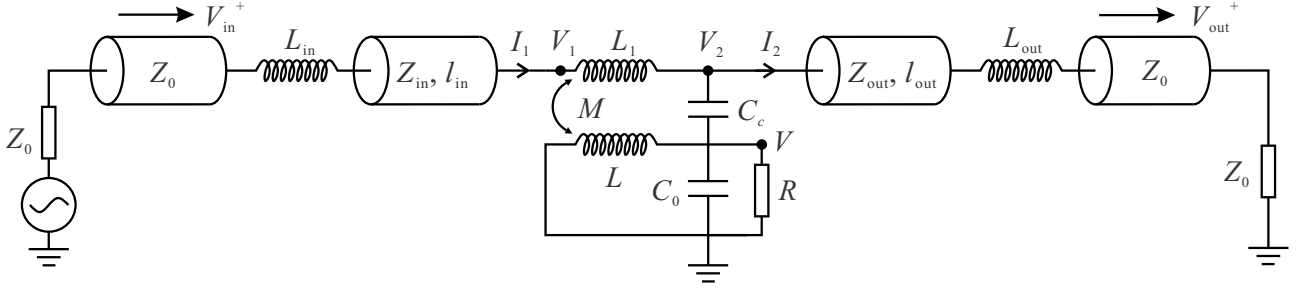 V_in^+
V_out^+
L_in
I_1
V_1
L_1
V_2
I_2
L_out
Z_0
Z_in, l_in
Z_out, l_out
Z_0
M
C_c
Z_0
V
L
C_0
R
Z_0